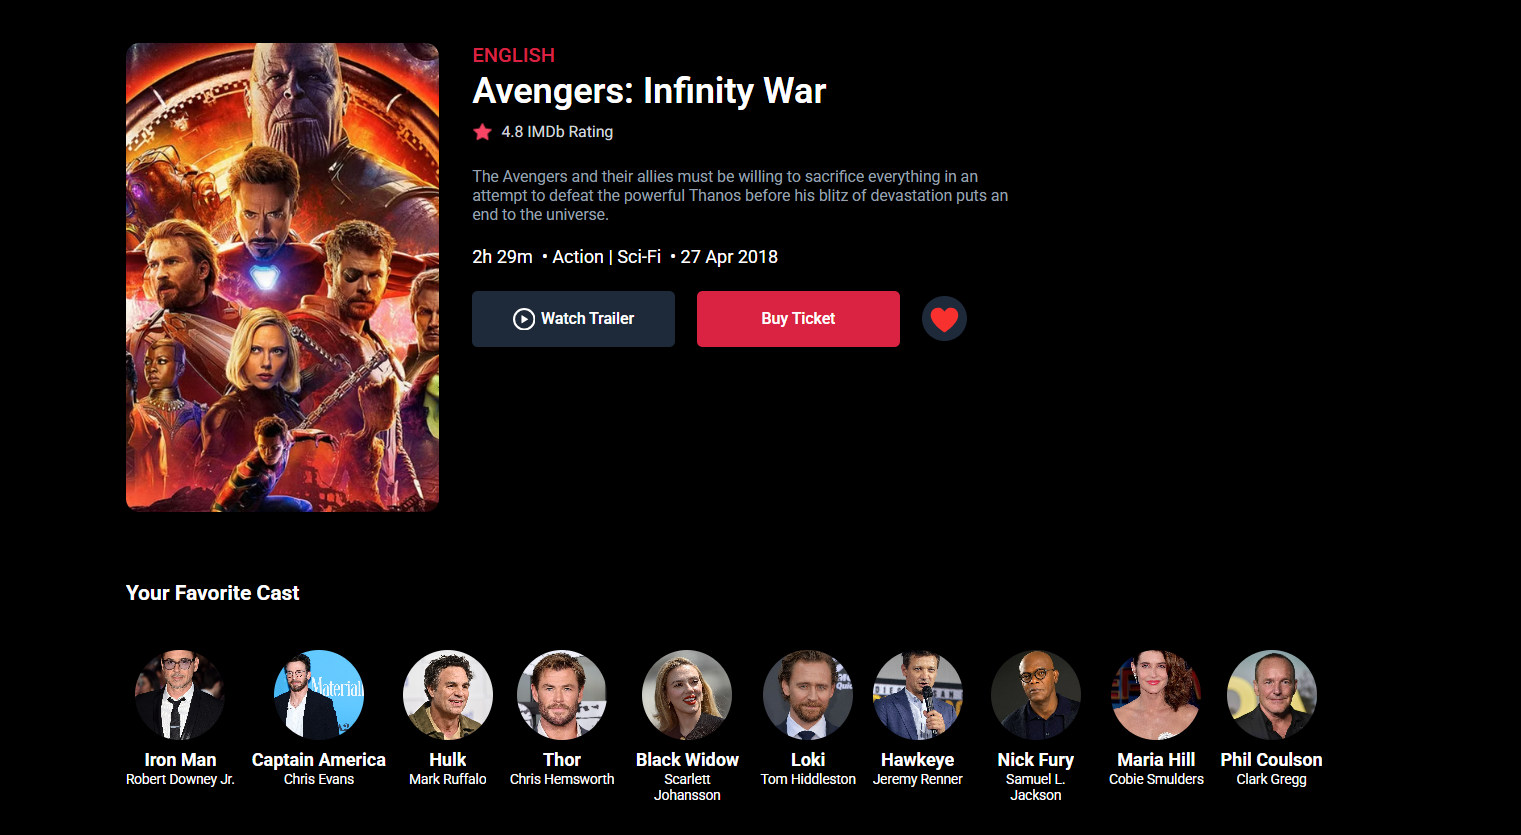 ENGLISH
Avengers: Infinity War
4.8 IMDb Rating
The Avengers and their allies must be willing to sacrifice everything in an
attempt to defeat the powerful Thanos before his blitz of devastation puts an
end to the universe.
2h 29m • Action | Sci-Fi • 27 Apr 2018
Watch Trailer
Buy Ticket
Your Favorite Cast
Material
Iron Man
Robert Downey Jr.
Captain America
Chris Evans
Hulk
Mark Ruffalo
Thor
Chris Hemsworth
Black Widow
Scarlett
Johansson
Loki
Tom Hiddleston
Hawkeye
Jeremy Renner
Nick Fury
Samuel L.
Jackson
Maria Hill
Cobie Smulders
Phil Coulson
Clark Gregg